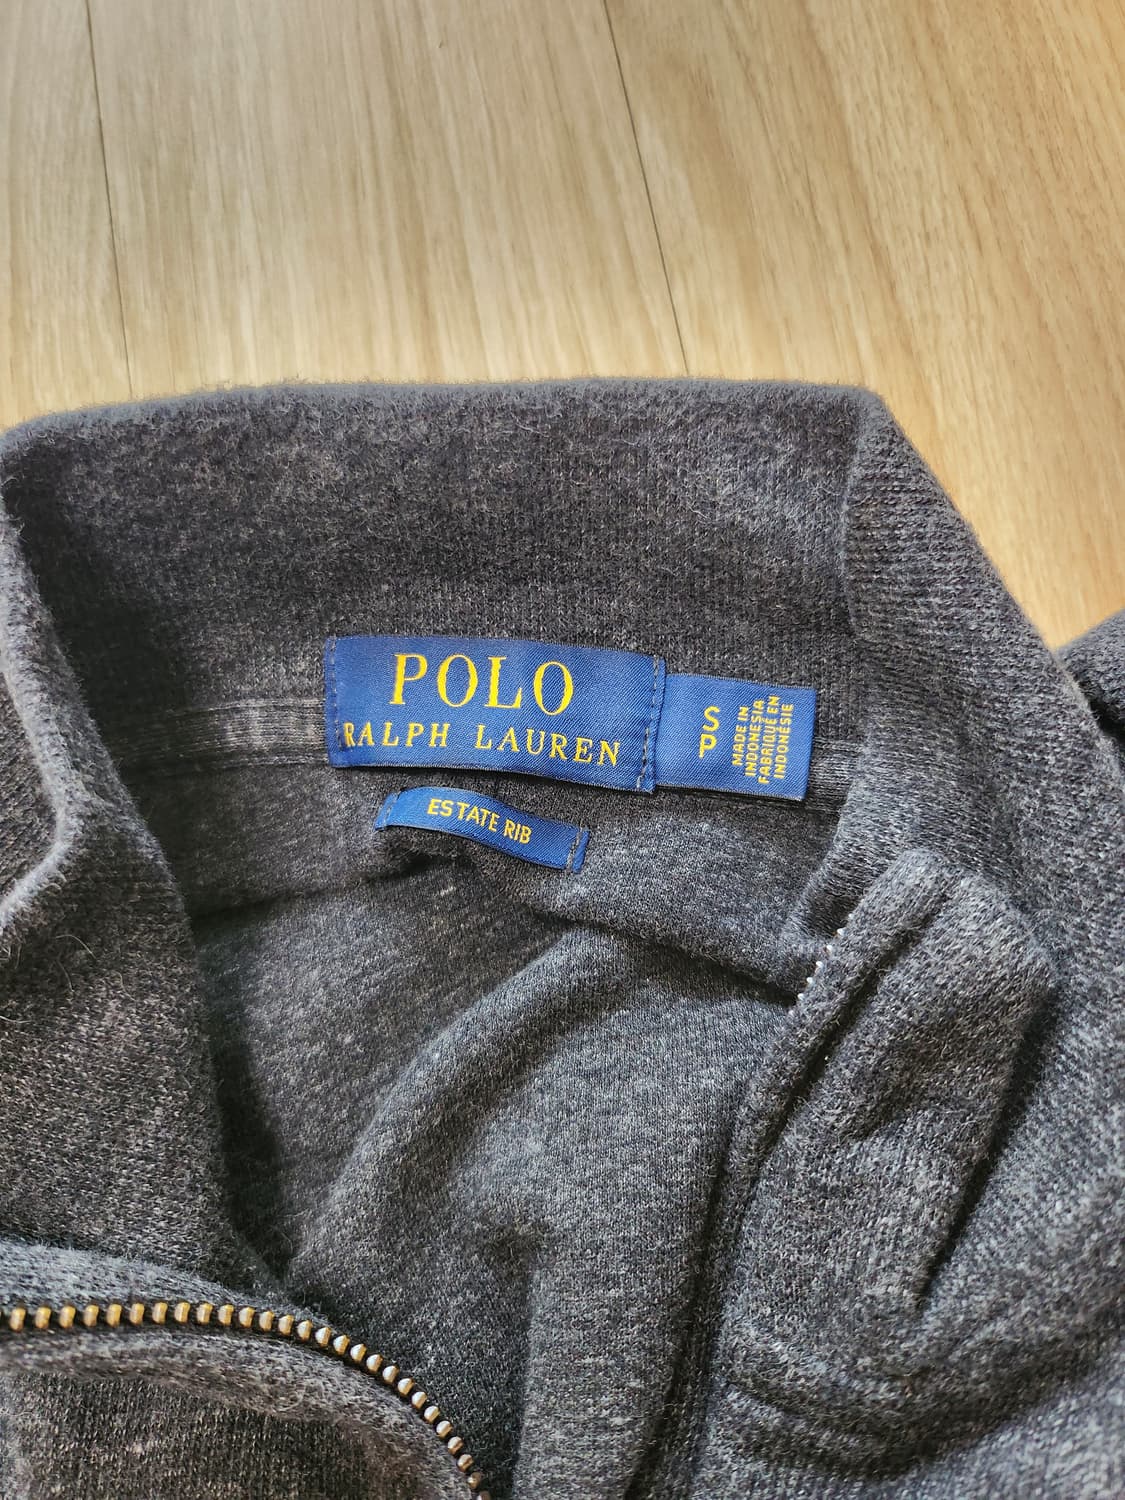 POLO
RALPH LAUREN
S
P
MADE IN
INDONESIA
FABRIQUÉ EN
INDONÉSIE
ESTATE RIB